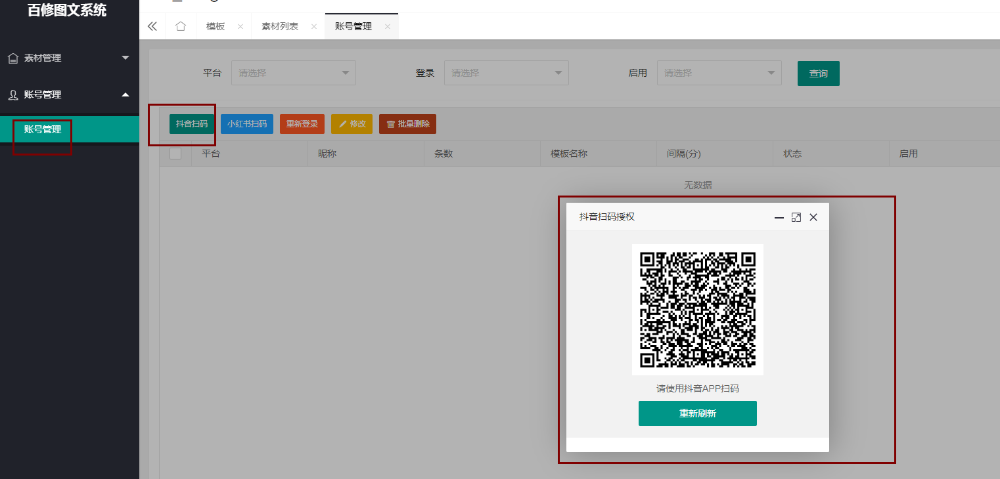 百修图文系统
模板
素材列表
账号管理
素材管理
账号管理
账号管理
平台 请选择 登录 请选择 启用 请选择 查询
抖音扫码 小红书扫码 重新登录 修改 批量删除
平台 昵称 条数 模板名称 间隔(分) 状态 启用
无数据
抖音扫码授权
请使用抖音APP扫码
重新刷新